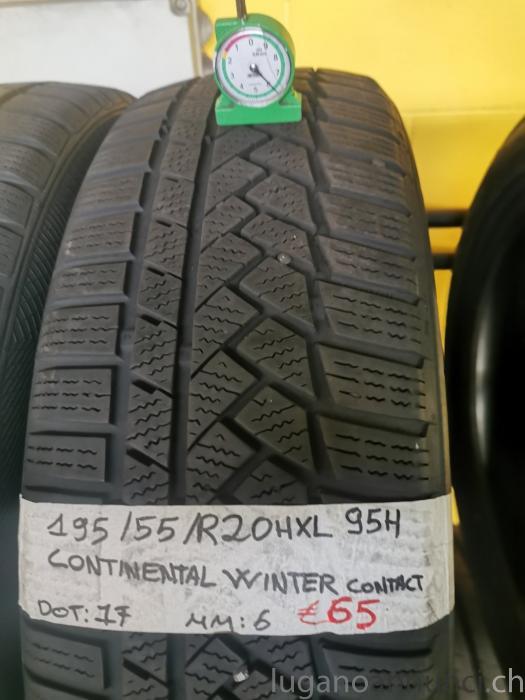 195/55/R20HXL 95H
CONTINENTAL WINTER CONTACT
DOT:17 MM:6 €65